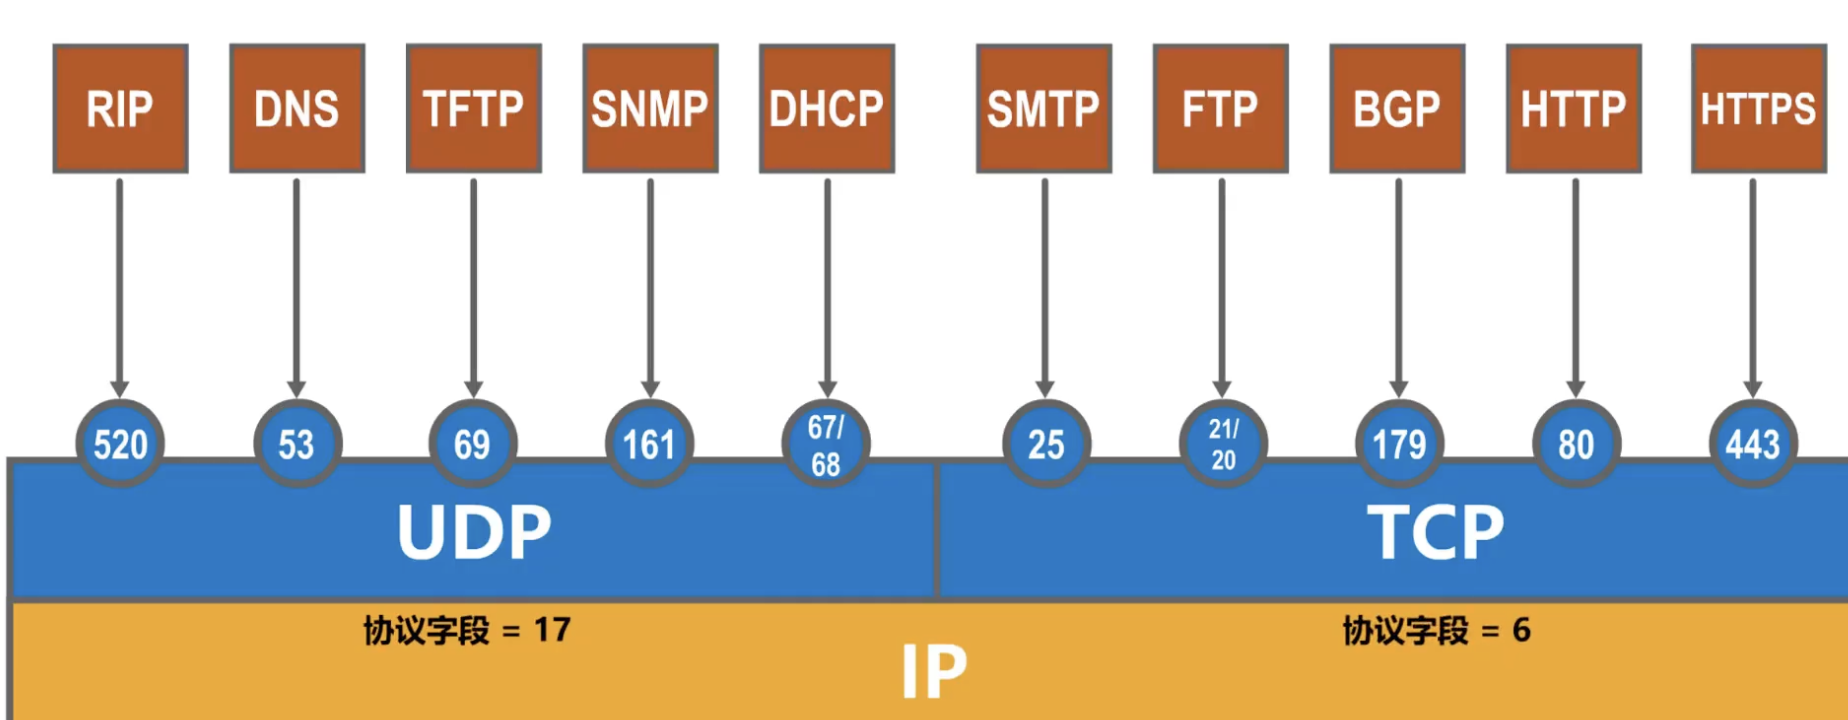 RIP DNS TFTP SNMP DHCP SMTP FTP BGP HTTP HTTPS
520 53 69 161 67/ 25 21/ 179 80 443
68 20
UDP TCP
协议字段 = 17 协议字段 = 6
IP